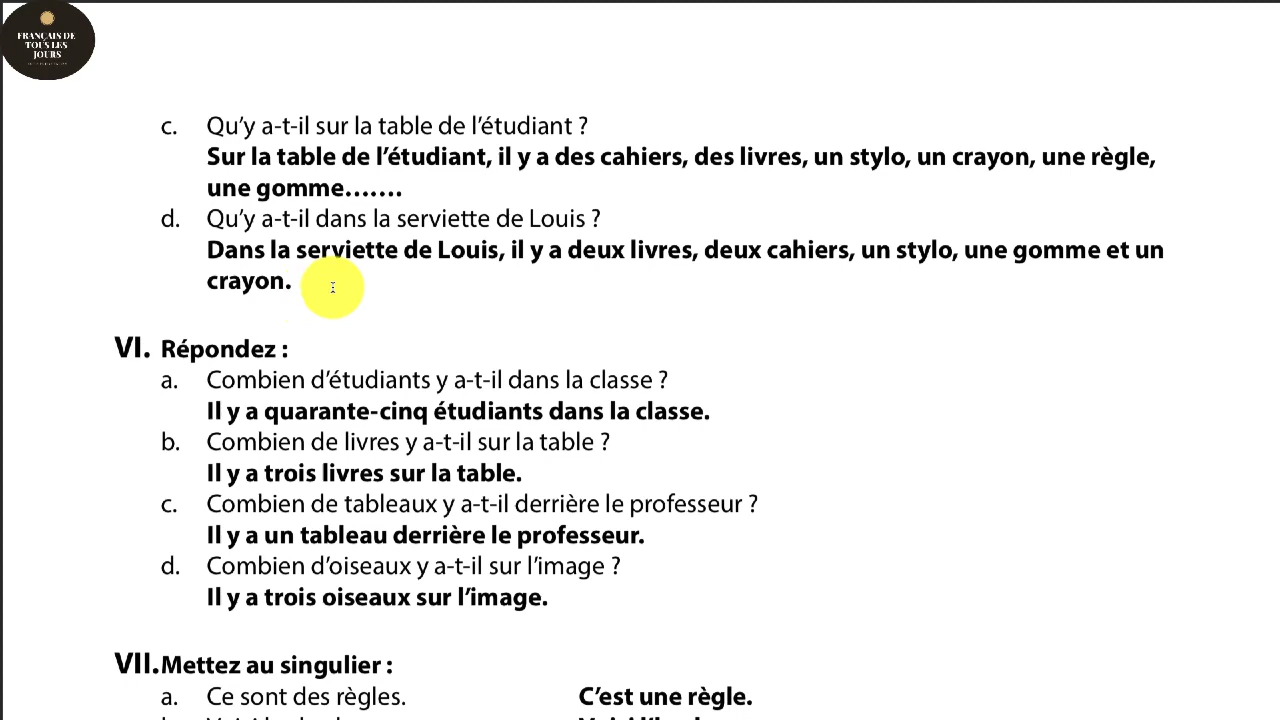 FRANÇAIS DE
TOUS LES
JOURS
c. Qu’y a-t-il sur la table de l’étudiant ?
Sur la table de l’étudiant, il y a des cahiers, des livres, un stylo, un crayon, une règle,
une gomme…….
d. Qu’y a-t-il dans la serviette de Louis ?
Dans la serviette de Louis, il y a deux livres, deux cahiers, un stylo, une gomme et un
crayon.
VI. Répondez :
a. Combien d’étudiants y a-t-il dans la classe ?
Il y a quarante-cinq étudiants dans la classe.
b. Combien de livres y a-t-il sur la table ?
Il y a trois livres sur la table.
c. Combien de tableaux y a-t-il derrière le professeur ?
Il y a un tableau derrière le professeur.
d. Combien d’oiseaux y a-t-il sur l’image ?
Il y a trois oiseaux sur l’image.
VII. Mettez au singulier :
a. Ce sont des règles. C’est une règle.